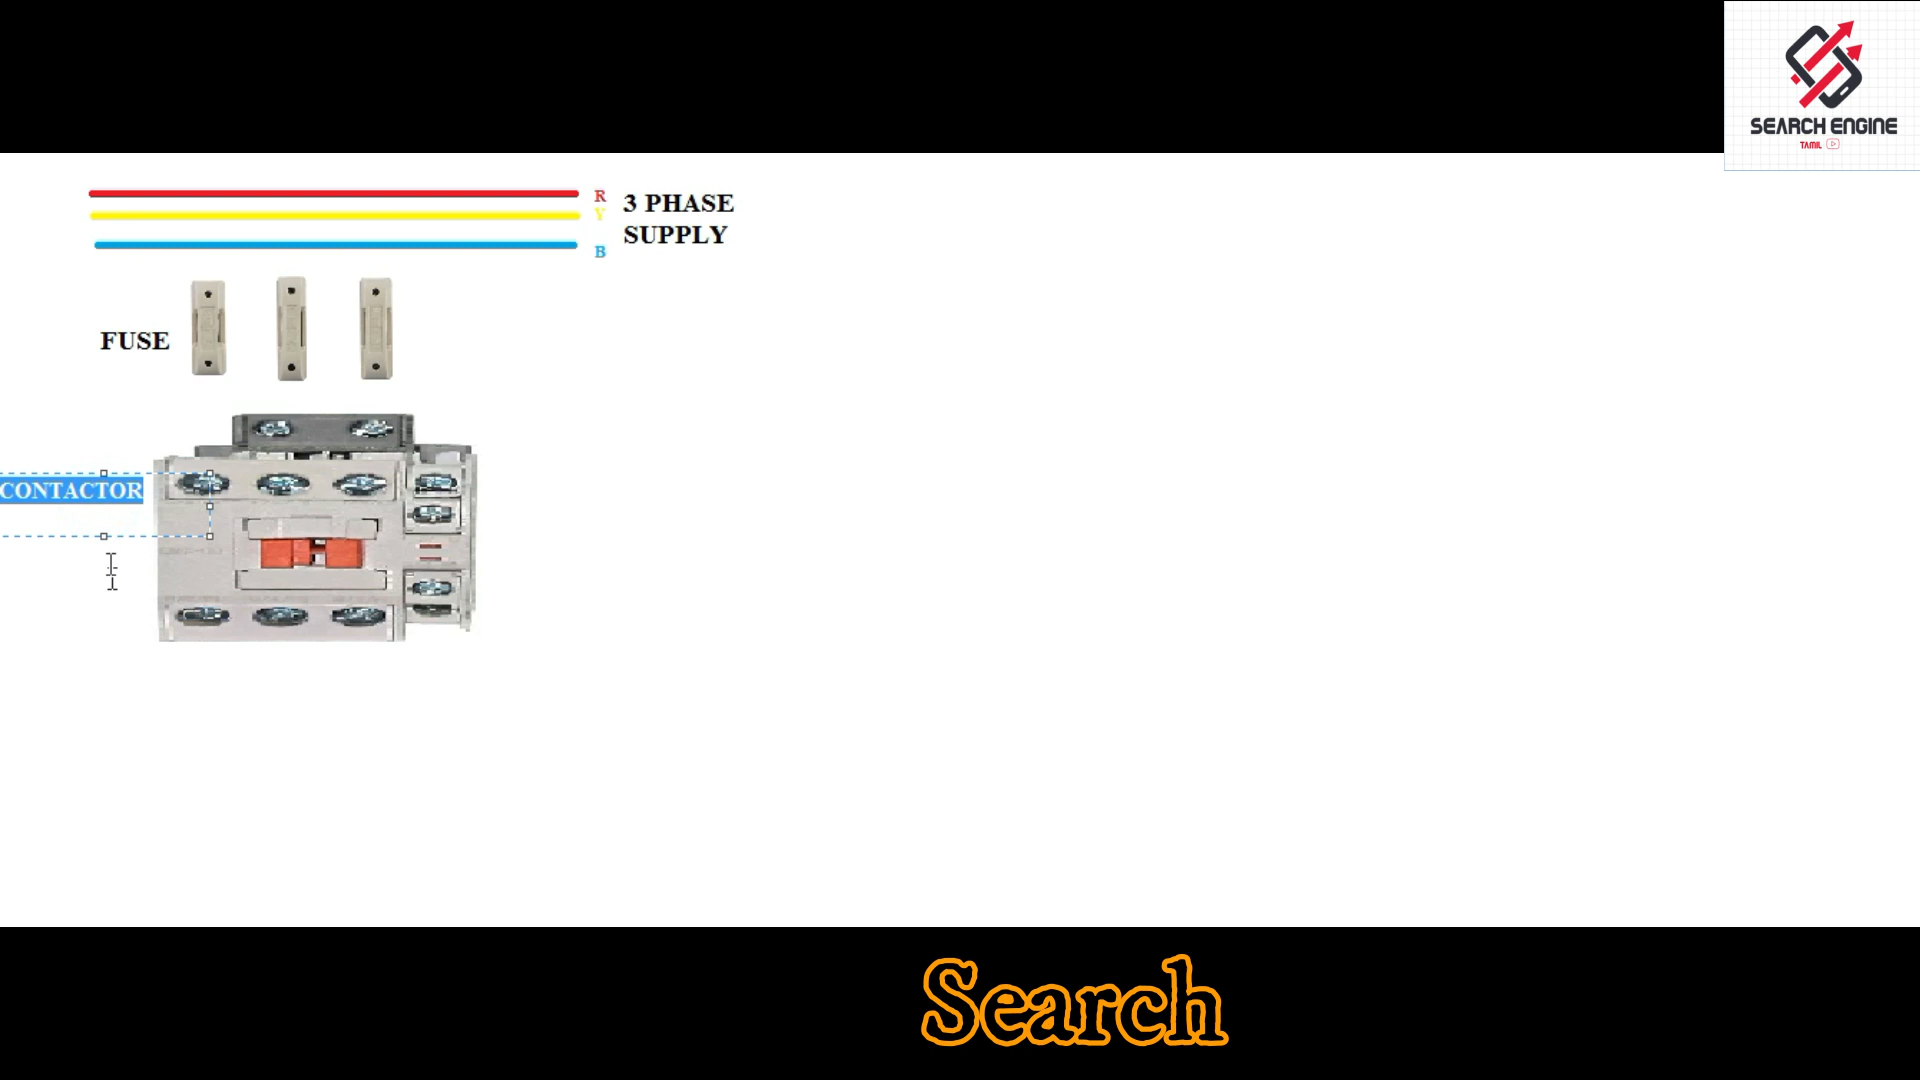 SEARCH ENGINE
TAMIL
R
3 PHASE
Y
SUPPLY
B
FUSE
CONTACTOR
Search